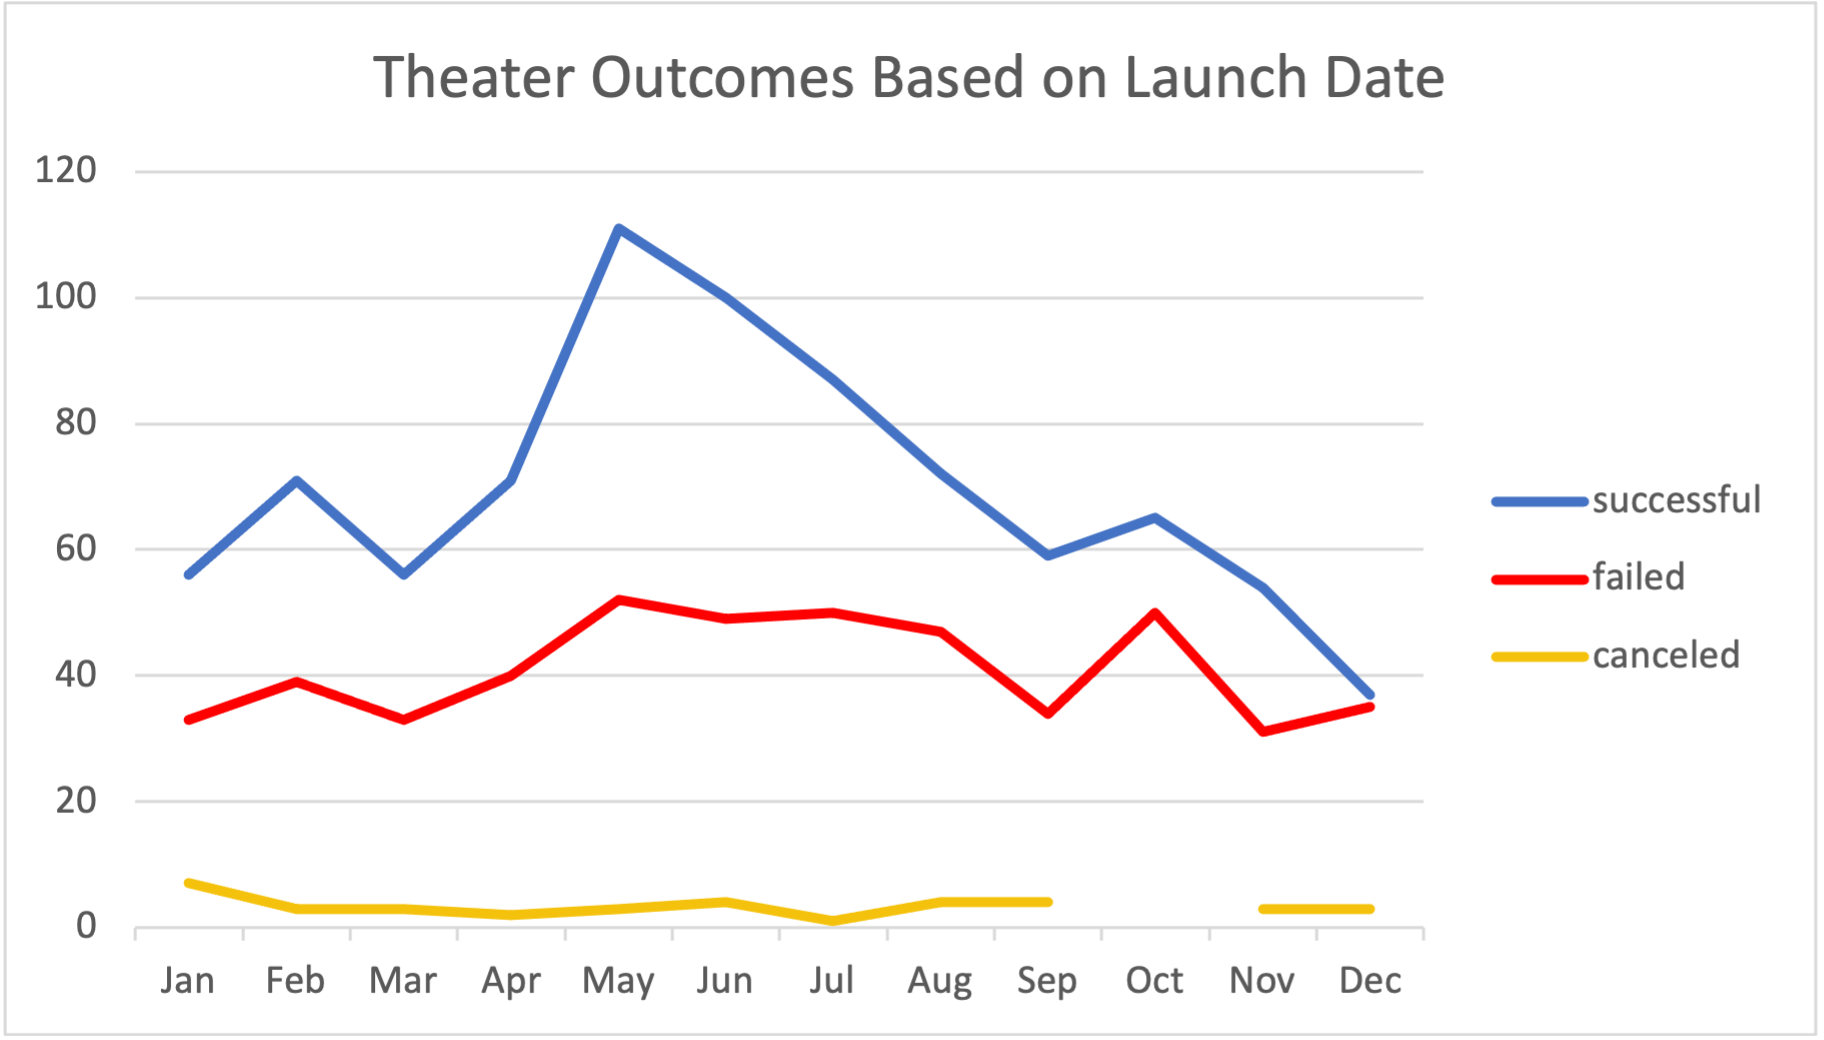 Theater Outcomes Based on Launch Date
120
100
80
60
40
20
0
Jan Feb Mar Apr May Jun Jul Aug Sep Oct Nov Dec
successful
failed
canceled